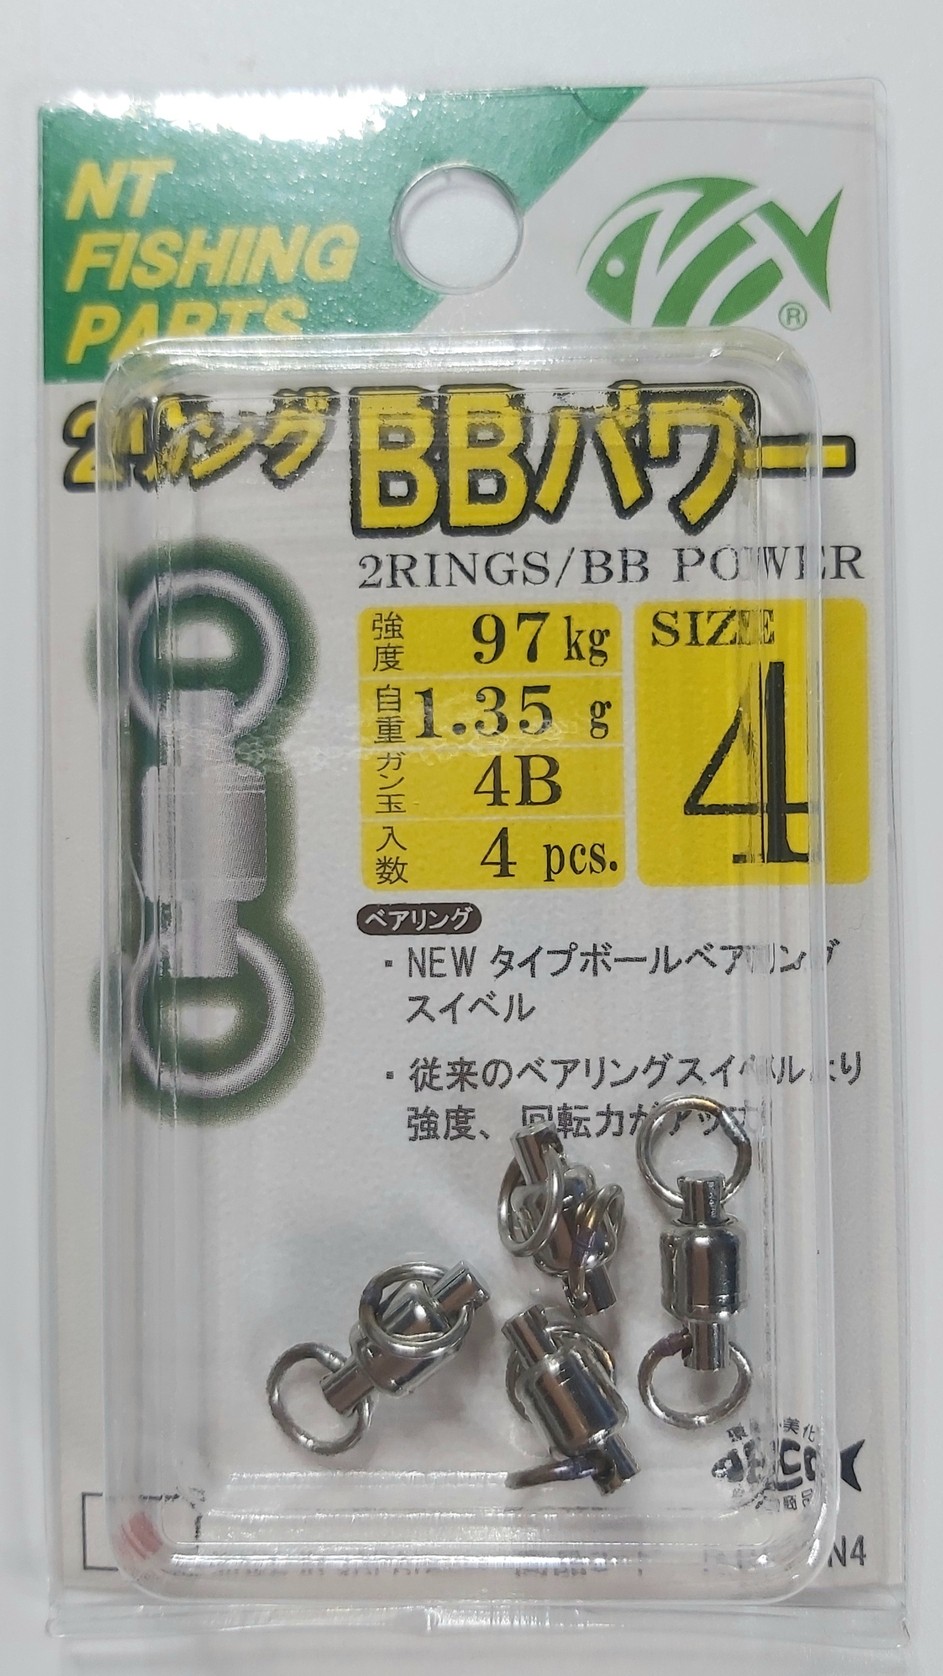 NT
FISHING
PARTS
®
2リング BBパワー
2RINGS/BB POWER
強度 97kg
自重 1.35 g
ガン玉 4B
入数 4 pcs.
SIZE
4
ベアリング
・NEW タイプボールベアリング
スイベル
・従来のベアリングスイベルより
強度、回転力がアップ
N4